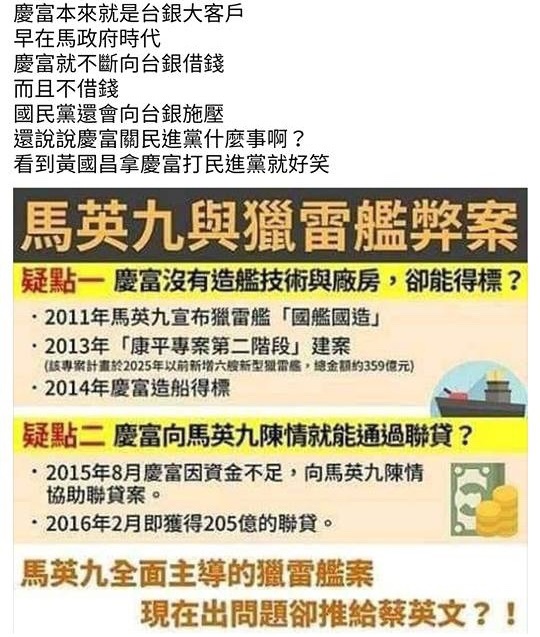 慶富本來就是台銀大客戶
早在馬政府時代
慶富就不斷向台銀借錢
而且不借錢
國民黨還會向台銀施壓
還說說慶富關民進黨什麼事啊？
看到黃國昌拿慶富打民進黨就好笑
馬英九與獵雷艦弊案
疑點一 慶富沒有造艦技術與廠房，卻能得標？
・2011年馬英九宣布獵雷艦「國艦國造」
・2013年「康平專案第二階段」建案
(該專案計畫於2025年以前新增六艘新型獵雷艦，總金額約359億元)
・2014年慶富造船得標
疑點二 慶富向馬英九陳情就能通過聯貸？
・2015年8月慶富因資金不足，向馬英九陳情
協助聯貸案。
・2016年2月即獲得205億的聯貸。
馬英九全面主導的獵雷艦案
現在出問題卻推給蔡英文？！